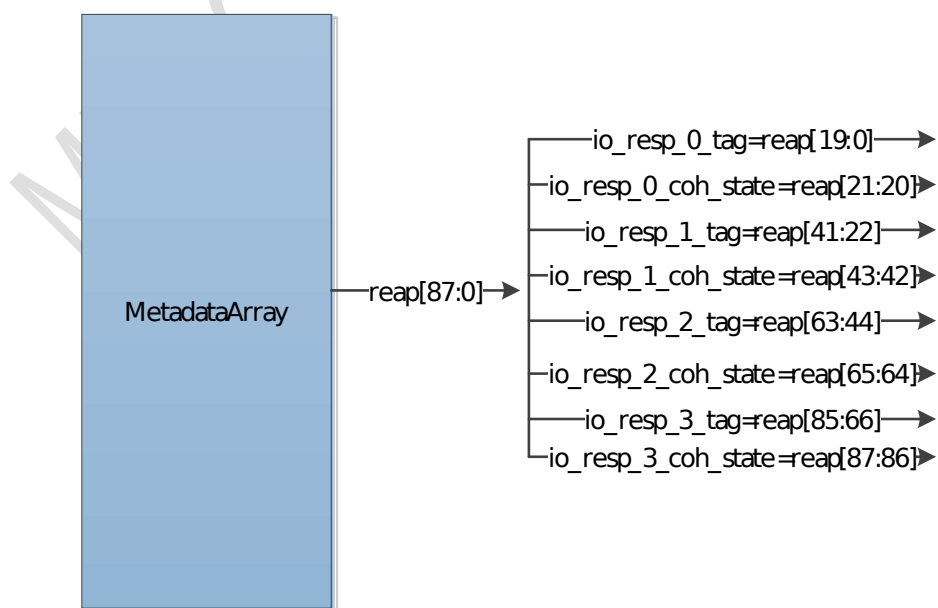 io_resp_0_tag=reap[19:0]
io_resp_0_coh_state=reap[21:20]
io_resp_1_tag=reap[41:22]
io_resp_1_coh_state=reap[43:42]
reap[87:0]
MetadataArray
io_resp_2_tag=reap[63:44]
io_resp_2_coh_state=reap[65:64]
io_resp_3_tag=reap[85:66]
io_resp_3_coh_state=reap[87:86]